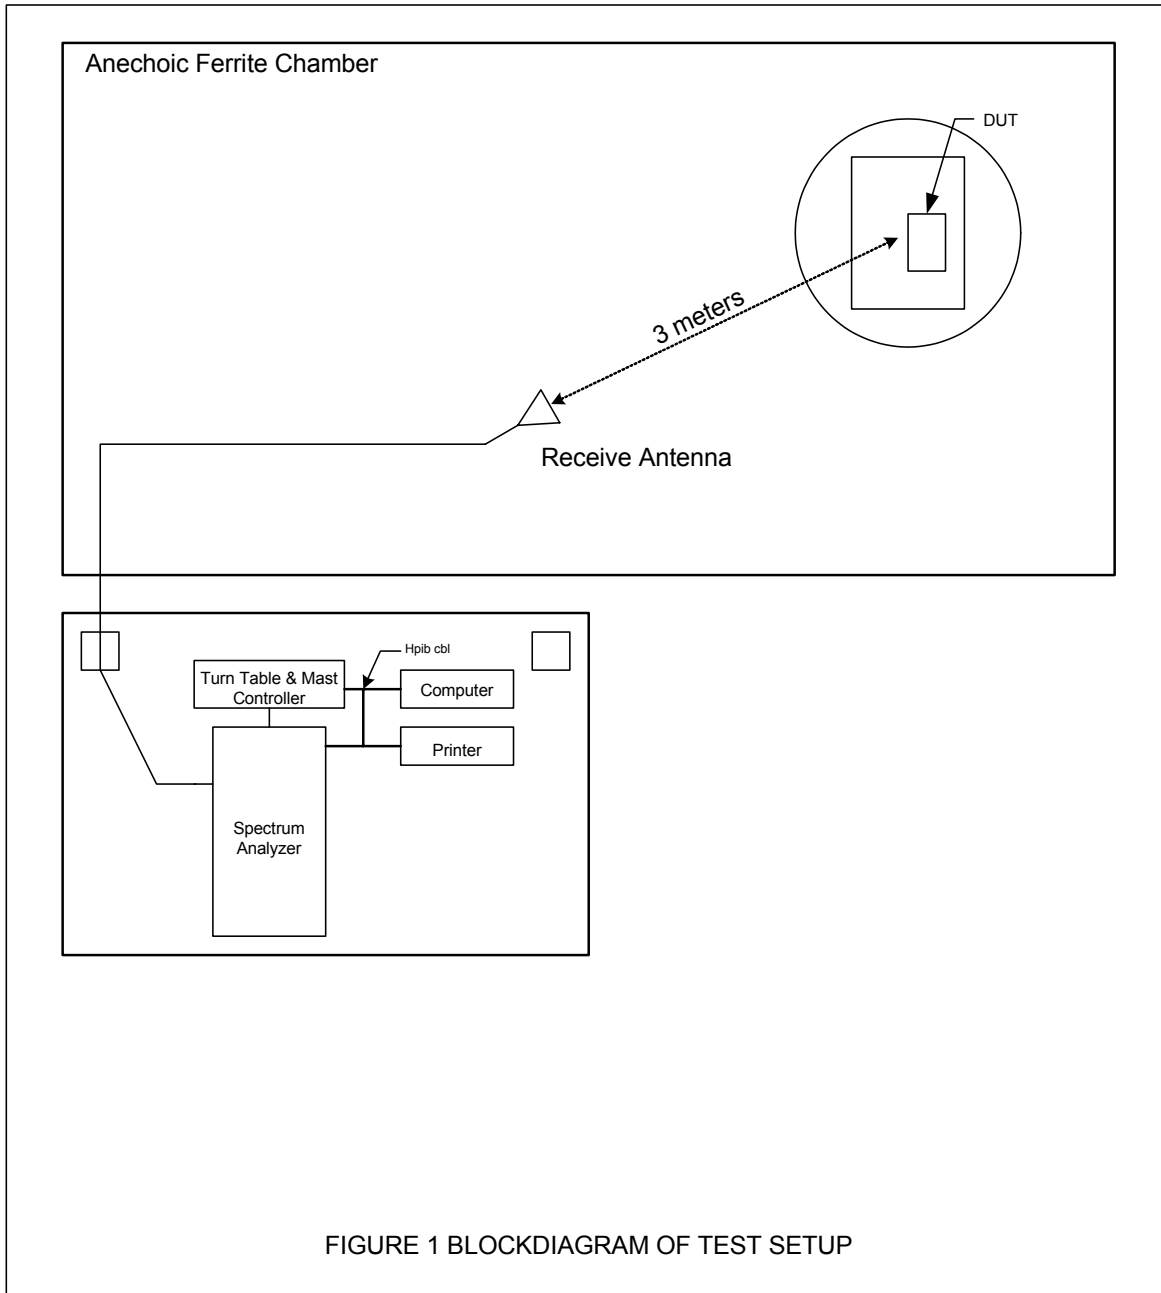 Anechoic Ferrite Chamber
DUT
3 meters
Receive Antenna
Hpib cbl
Turn Table & Mast
Controller
Computer
Printer
Spectrum
Analyzer
FIGURE 1 BLOCKDIAGRAM OF TEST SETUP